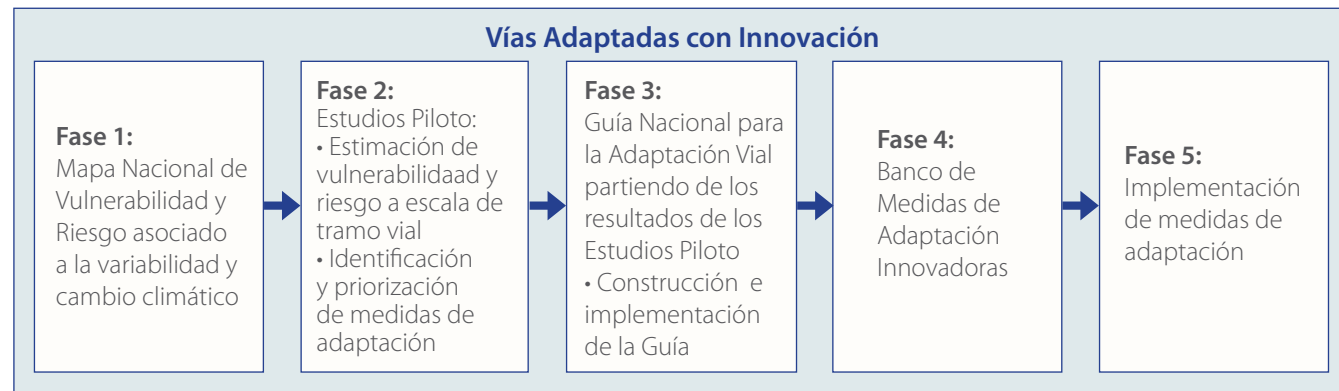 Vías Adaptadas con Innovación
Fase 1:
Mapa Nacional de
Vulnerabilidad y
Riesgo asociado
a la variabilidad y
cambio climático
Fase 2:
Estudios Piloto:
• Estimación de
vulnerabilidaad y
riesgo a escala de
tramo vial
• Identificación
y priorización
de medidas de
adaptación
Fase 3:
Guía Nacional para
la Adaptación Vial
partiendo de los
resultados de los
Estudios Piloto
• Construcción e
implementación
de la Guía
Fase 4:
Banco de
Medidas de
Adaptación
Innovadoras
Fase 5:
Implementación
de medidas de
adaptación